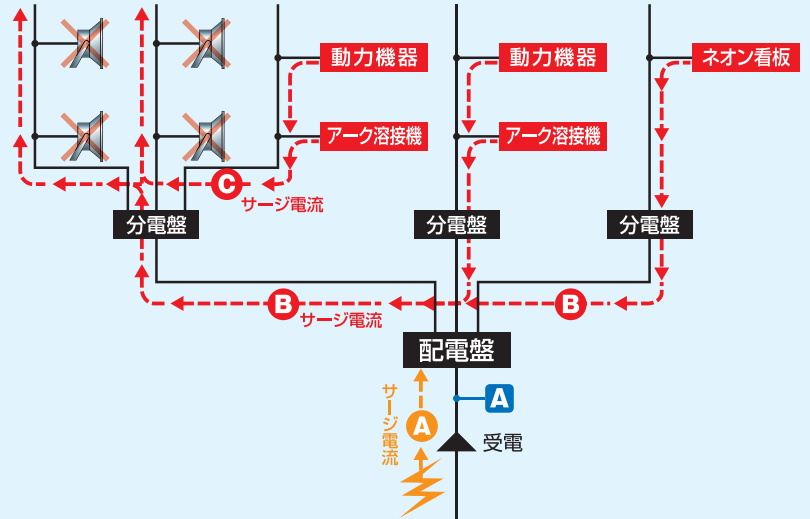 動力機器
動力機器
ネオン看板
アーク溶接機
アーク溶接機
C
サージ電流
分電盤
分電盤
分電盤
B
B
サージ電流
配電盤
A
A
サージ電流
受電